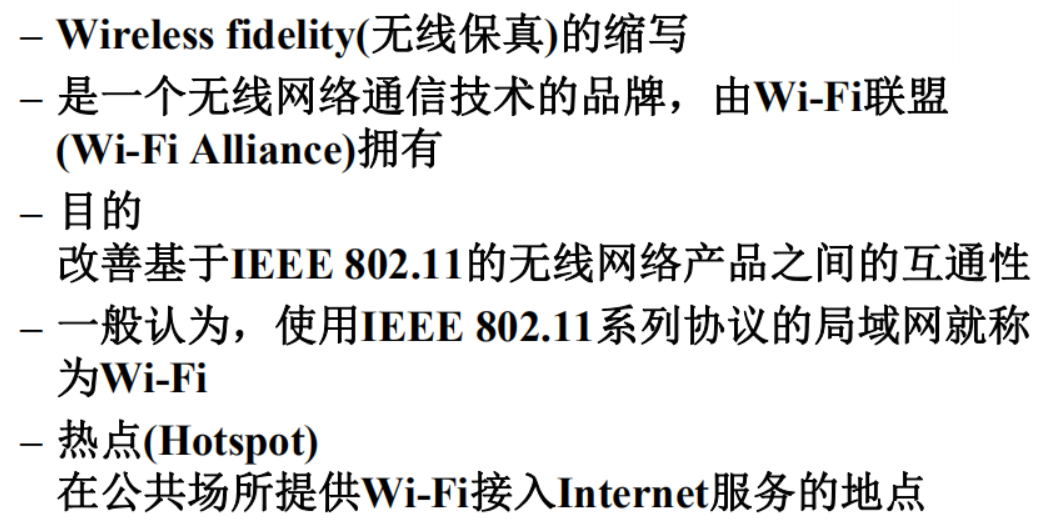 – Wireless fidelity(无线保真)的缩写
– 是一个无线网络通信技术的品牌，由Wi-Fi联盟
(Wi-Fi Alliance)拥有
– 目的
改善基于IEEE 802.11的无线网络产品之间的互通性
– 一般认为，使用IEEE 802.11系列协议的局域网就称
为Wi-Fi
– 热点(Hotspot)
在公共场所提供Wi-Fi接入Internet服务的地点